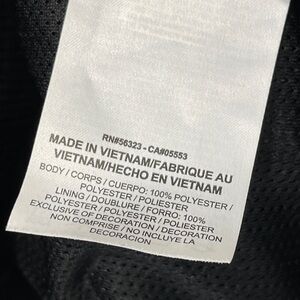 RN#56323 - CA#05553
MADE IN VIETNAM/FABRIQUE AU
VIETNAM/HECHO EN VIETNAM
BODY / CORPS / CUERPO: 100% POLYESTER /
POLYESTER / POLIESTER
LINING / DOUBLURE / FORRO: 100%
POLYESTER / POLYESTER / POLIESTER
EXCLUSIVE OF DECORATION / DECORATION
NON COMPRISE / NO INCLUYE LA
DECORACION